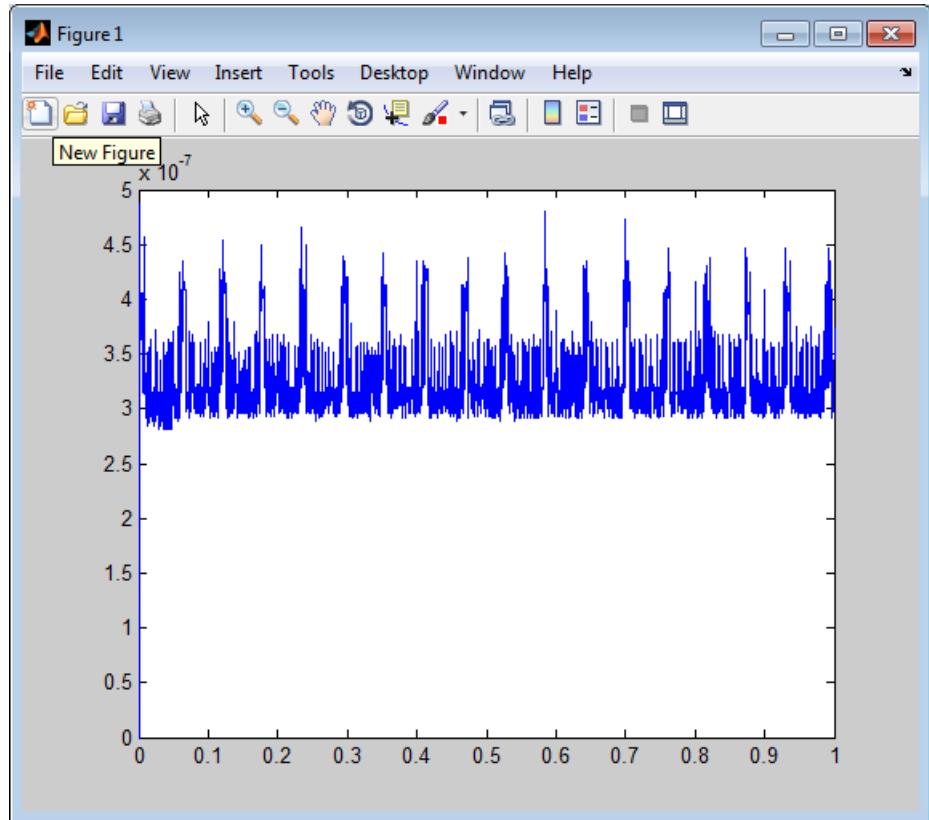 Figure 1
File Edit View Insert Tools Desktop Window Help
New Figure
x 10-7
5
4.5
4
3.5
3
2.5
2
1.5
1
0.5
0
0 0.1 0.2 0.3 0.4 0.5 0.6 0.7 0.8 0.9 1